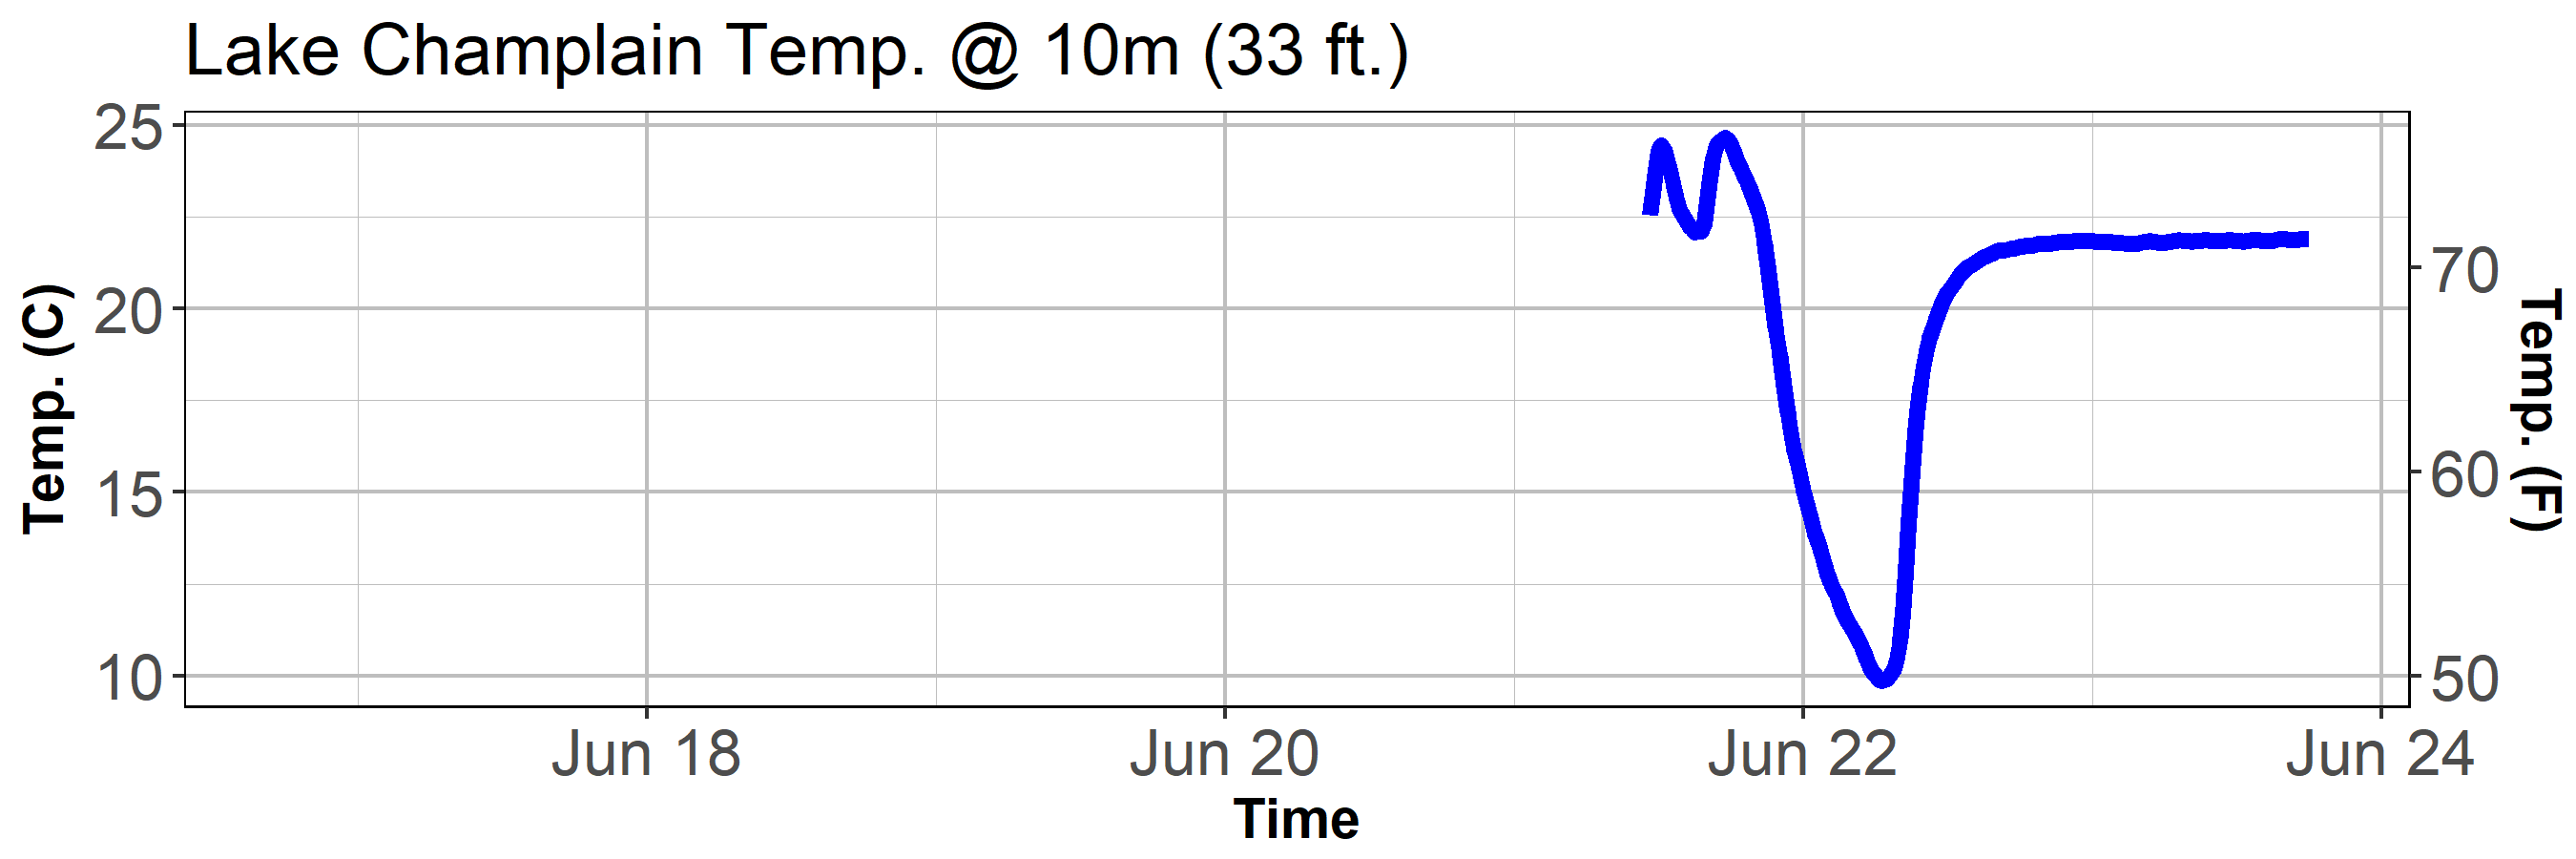 Lake Champlain Temp. @ 10m (33 ft.)
25
20
15
10
Temp. (C)
70
60
50
Temp. (F)
Jun 18
Jun 20
Jun 22
Jun 24
Time